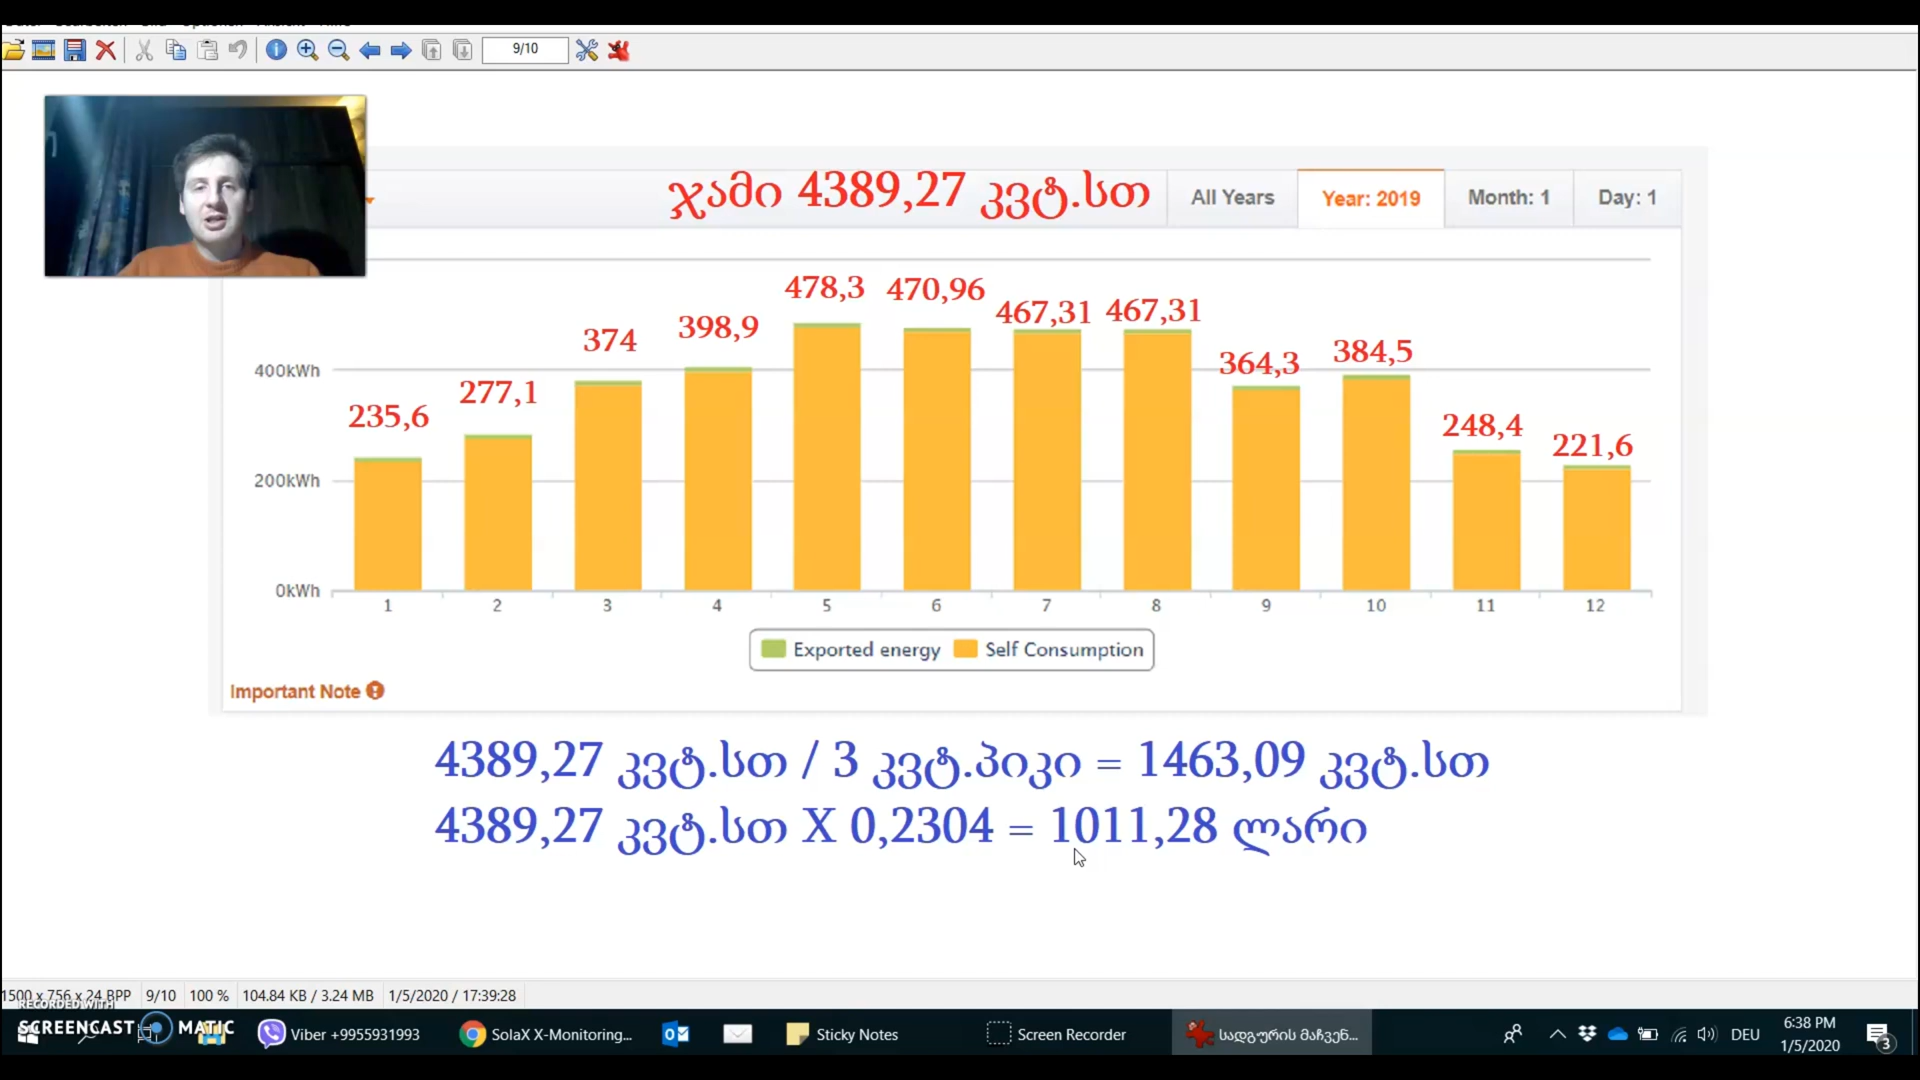 9/10
ჯამი 4389,27 კვტ.სთ
All Years
Year: 2019
Month: 1
Day: 1
478,3
470,96
467,31
467,31
398,9
374
384,5
364,3
277,1
235,6
248,4
221,6
400kWh
200kWh
0kWh
1 2 3 4 5 6 7 8 9 10 11 12
Exported energy
Self Consumption
Important Note
4389,27 კვტ.სთ / 3 კვტ.პიკი = 1463,09 კვტ.სთ
4389,27 კვტ.სთ X 0,2304 = 1011,28 ლარი
1500 x 756 x 24 BPP
9/10
100 %
104.84 KB / 3.24 MB
1/5/2020 / 17:39:28
RECORDED WITH
SCREENCAST MATIC
Viber +9955931993
SolaX X-Monitoring...
Sticky Notes
Screen Recorder
სადგურის მაჩვენ...
DEU
6:38 PM
1/5/2020
3